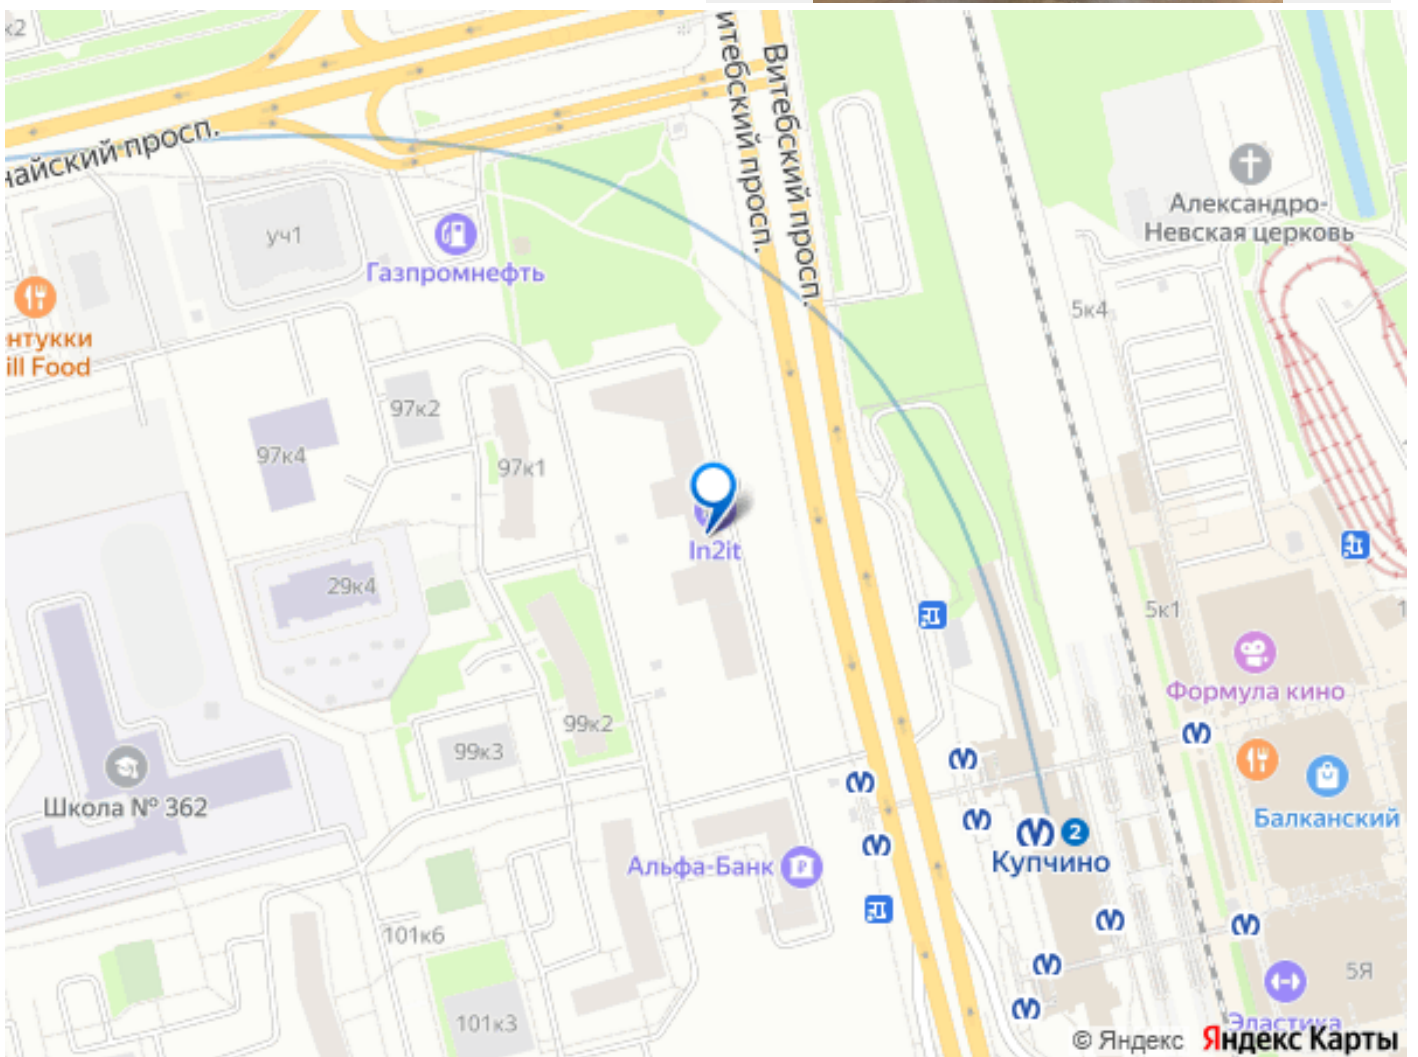 к2
Витебский просп.
итебский просп.
найский просп.
уч1
Газпромнефть
Александро-
Невская церковь
5к4
нтукки
ill Food
97к2
97к4
97к1
In2it
29к4
5к1
Формула кино
99к2
99к3
Школа № 362
Балканский
2
Купчино
Альфа-Банк
101к6
101к3
5Я
Эластика
© Яндекс Яндекс Карты